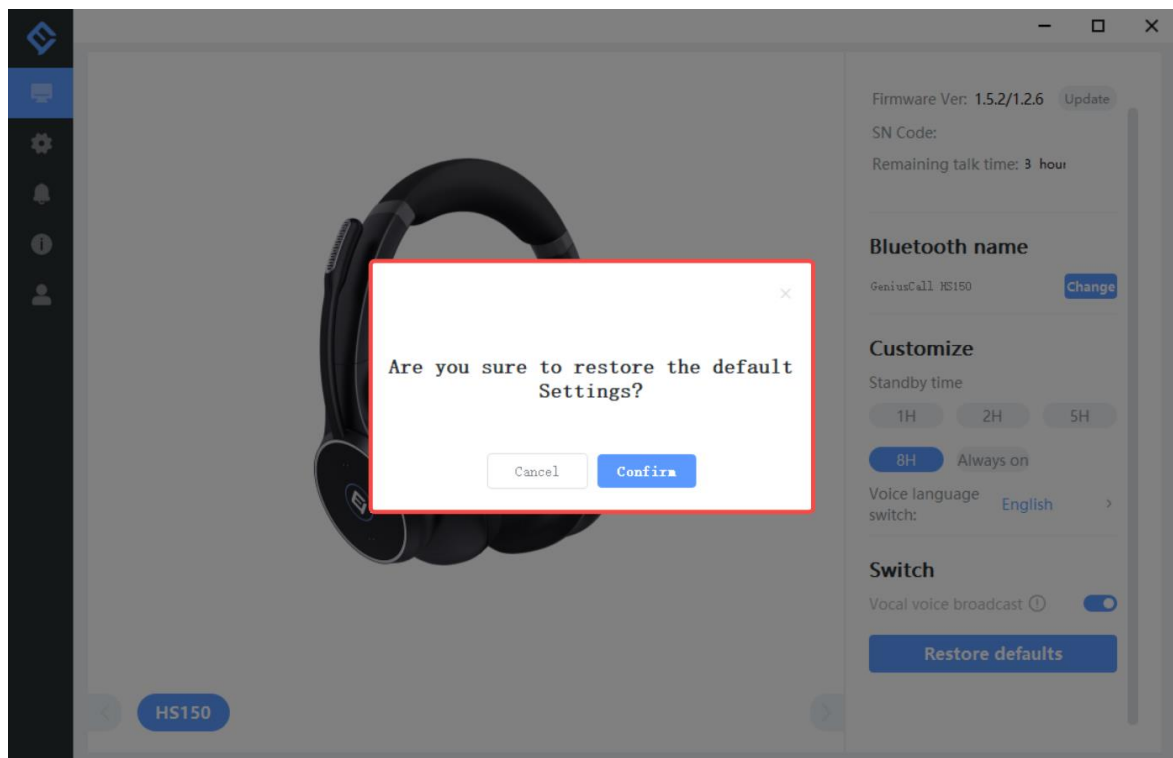 Firmware Ver: 1.5.2/1.2.6 Update
SN Code:
Remaining talk time: 3 hour
Bluetooth name
GeniusCall HS150 Change
Are you sure to restore the default
Settings?
Cancel Confirm
Customize
Standby time
1H 2H 5H
8H Always on
Voice language
switch: English
Switch
Vocal voice broadcast
Restore defaults
HS150